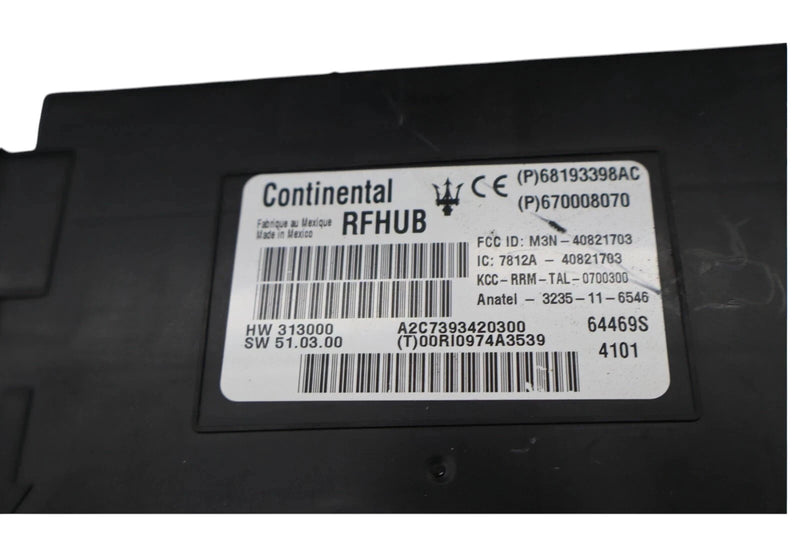 Continental
CE
(P)68193398AC
Fabrique au Mexique
Made in Mexico
RFHUB
(P)670008070
FCC ID: M3N-40821703
IC: 7812A - 40821703
KCC-RRM-TAL-0700300
Anatel - 3235-11-6546
HW 313000
A2C7393420300
64469S
SW 51.03.00
(T)00RI0974A3539
4101